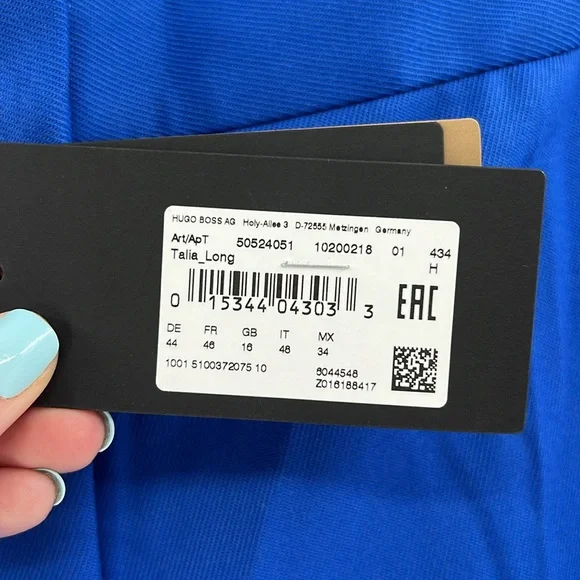 HUGO BOSS AG Holy-Allee 3 D-72555 Metzingen Germany
Art/ApT 50524051 10200218 01 434
Talia_Long H
0 15344 04303 3 EAC
DE FR GB IT MX
44 46 16 48 34
1001 5100372075 10 6044548
Z016188417